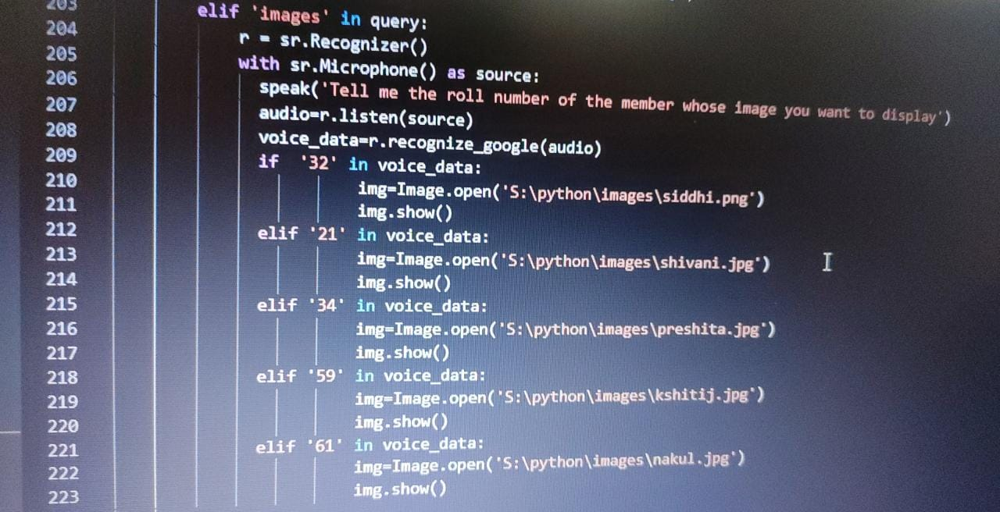 203
204 elif 'images' in query:
205 r = sr.Recognizer()
206 with sr.Microphone() as source:
207 speak('Tell me the roll number of the member whose image you want to display')
208 audio=r.listen(source)
209 voice_data=r.recognize_google(audio)
210 if '32' in voice_data:
211 img=Image.open('S:\python\images\siddhi.png')
212 img.show()
213 elif '21' in voice_data:
214 img=Image.open('S:\python\images\shivani.jpg')
215 img.show()
216 elif '34' in voice_data:
217 img=Image.open('S:\python\images\preshita.jpg')
218 img.show()
219 elif '59' in voice_data:
220 img=Image.open('S:\python\images\kshitij.jpg')
221 img.show()
222 elif '61' in voice_data:
223 img=Image.open('S:\python\images\nakul.jpg')
img.show()